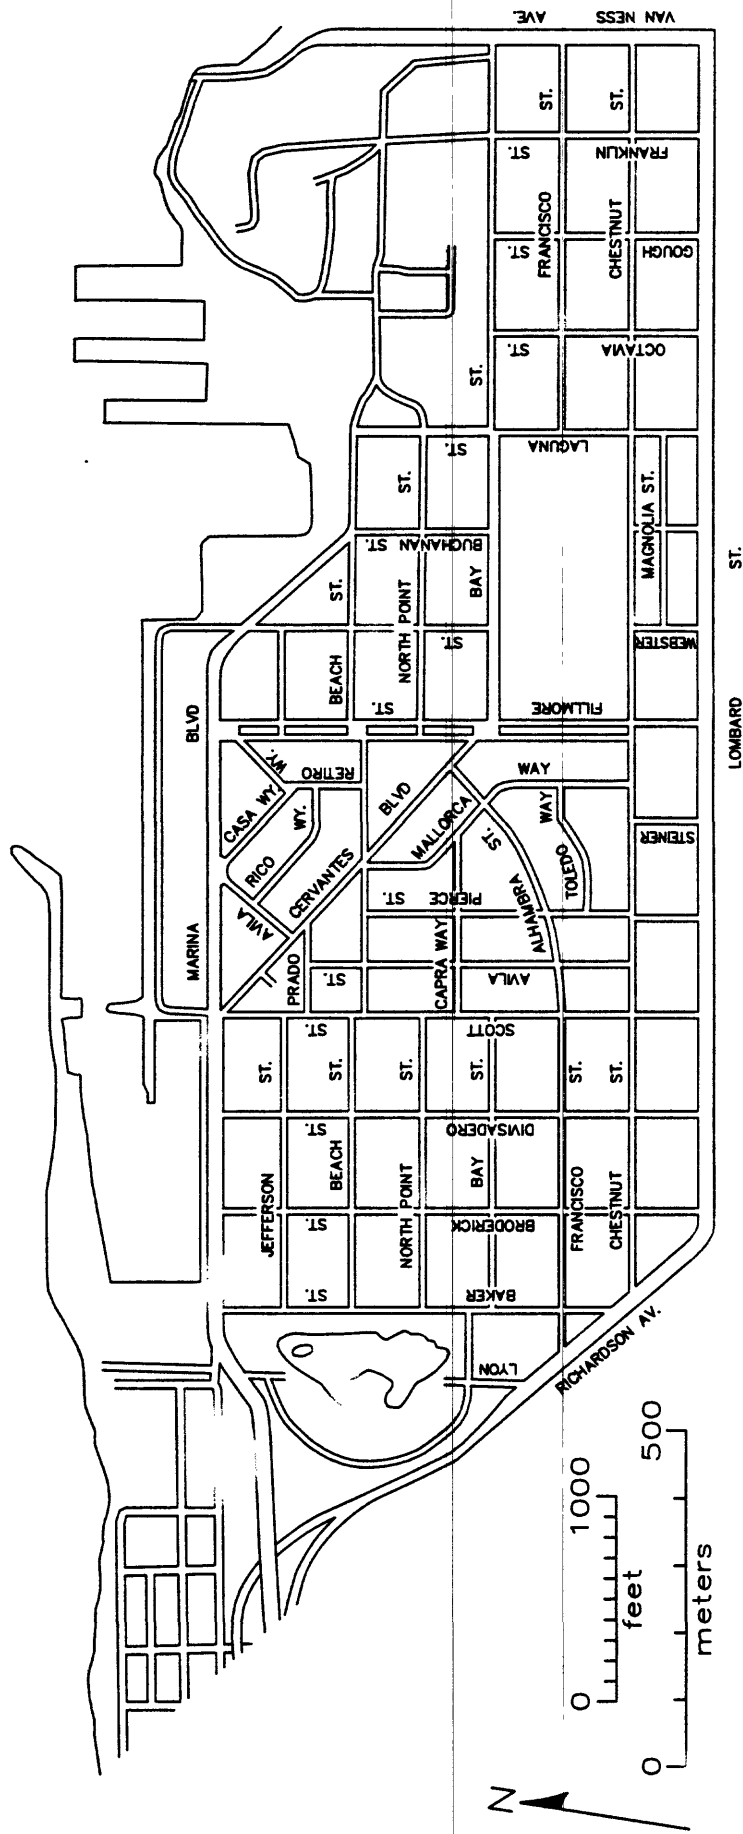 VAN NESS
AVE.
FRANKLIN
ST.
GOUGH
ST.
OCTAVIA
ST.
LAGUNA
ST.
BUCHANAN ST.
WEBSTER
ST.
FILLMORE
ST.
STEINER
PIERCE
ST.
AVILA
ST.
SCOTT
ST.
DIVISADERO
ST.
BRODERICK
ST.
BAKER
ST.
LYON
RICHARDSON AV.
MARINA
BLVD
CASA WY.
RETIRO
WY.
RICO
WY.
AVILA
CERVANTES
BLVD
PRADO
MALLORCA
WAY
ALHAMBRA
ST.
TOLEDO
WAY
CAPRA WAY
JEFFERSON
ST.
BEACH
ST.
BEACH
ST.
NORTH POINT
ST.
NORTH POINT
ST.
BAY
ST.
BAY
ST.
FRANCISCO
ST.
FRANCISCO
ST.
CHESTNUT
ST.
CHESTNUT
ST.
MAGNOLIA ST.
LOMBARD
ST.
N
0
1000
feet
0
500
meters